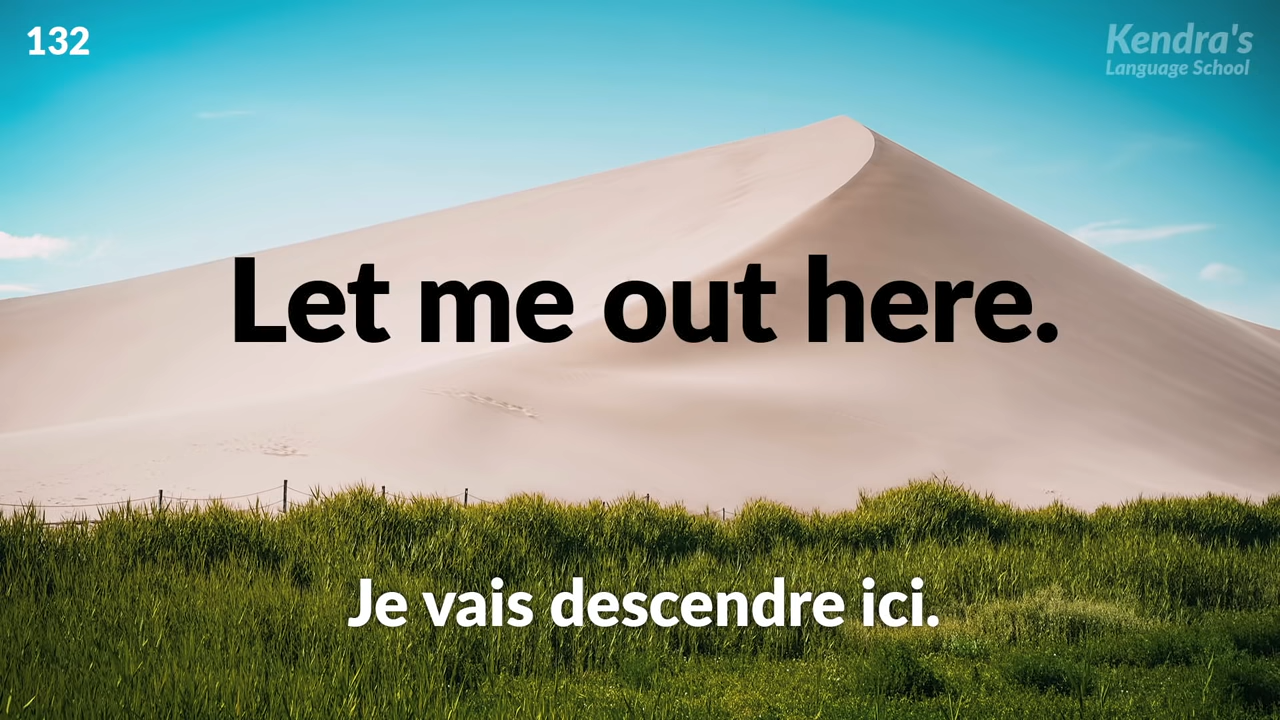 132
Kendra's
Language School
Let me out here.
Je vais descendre ici.